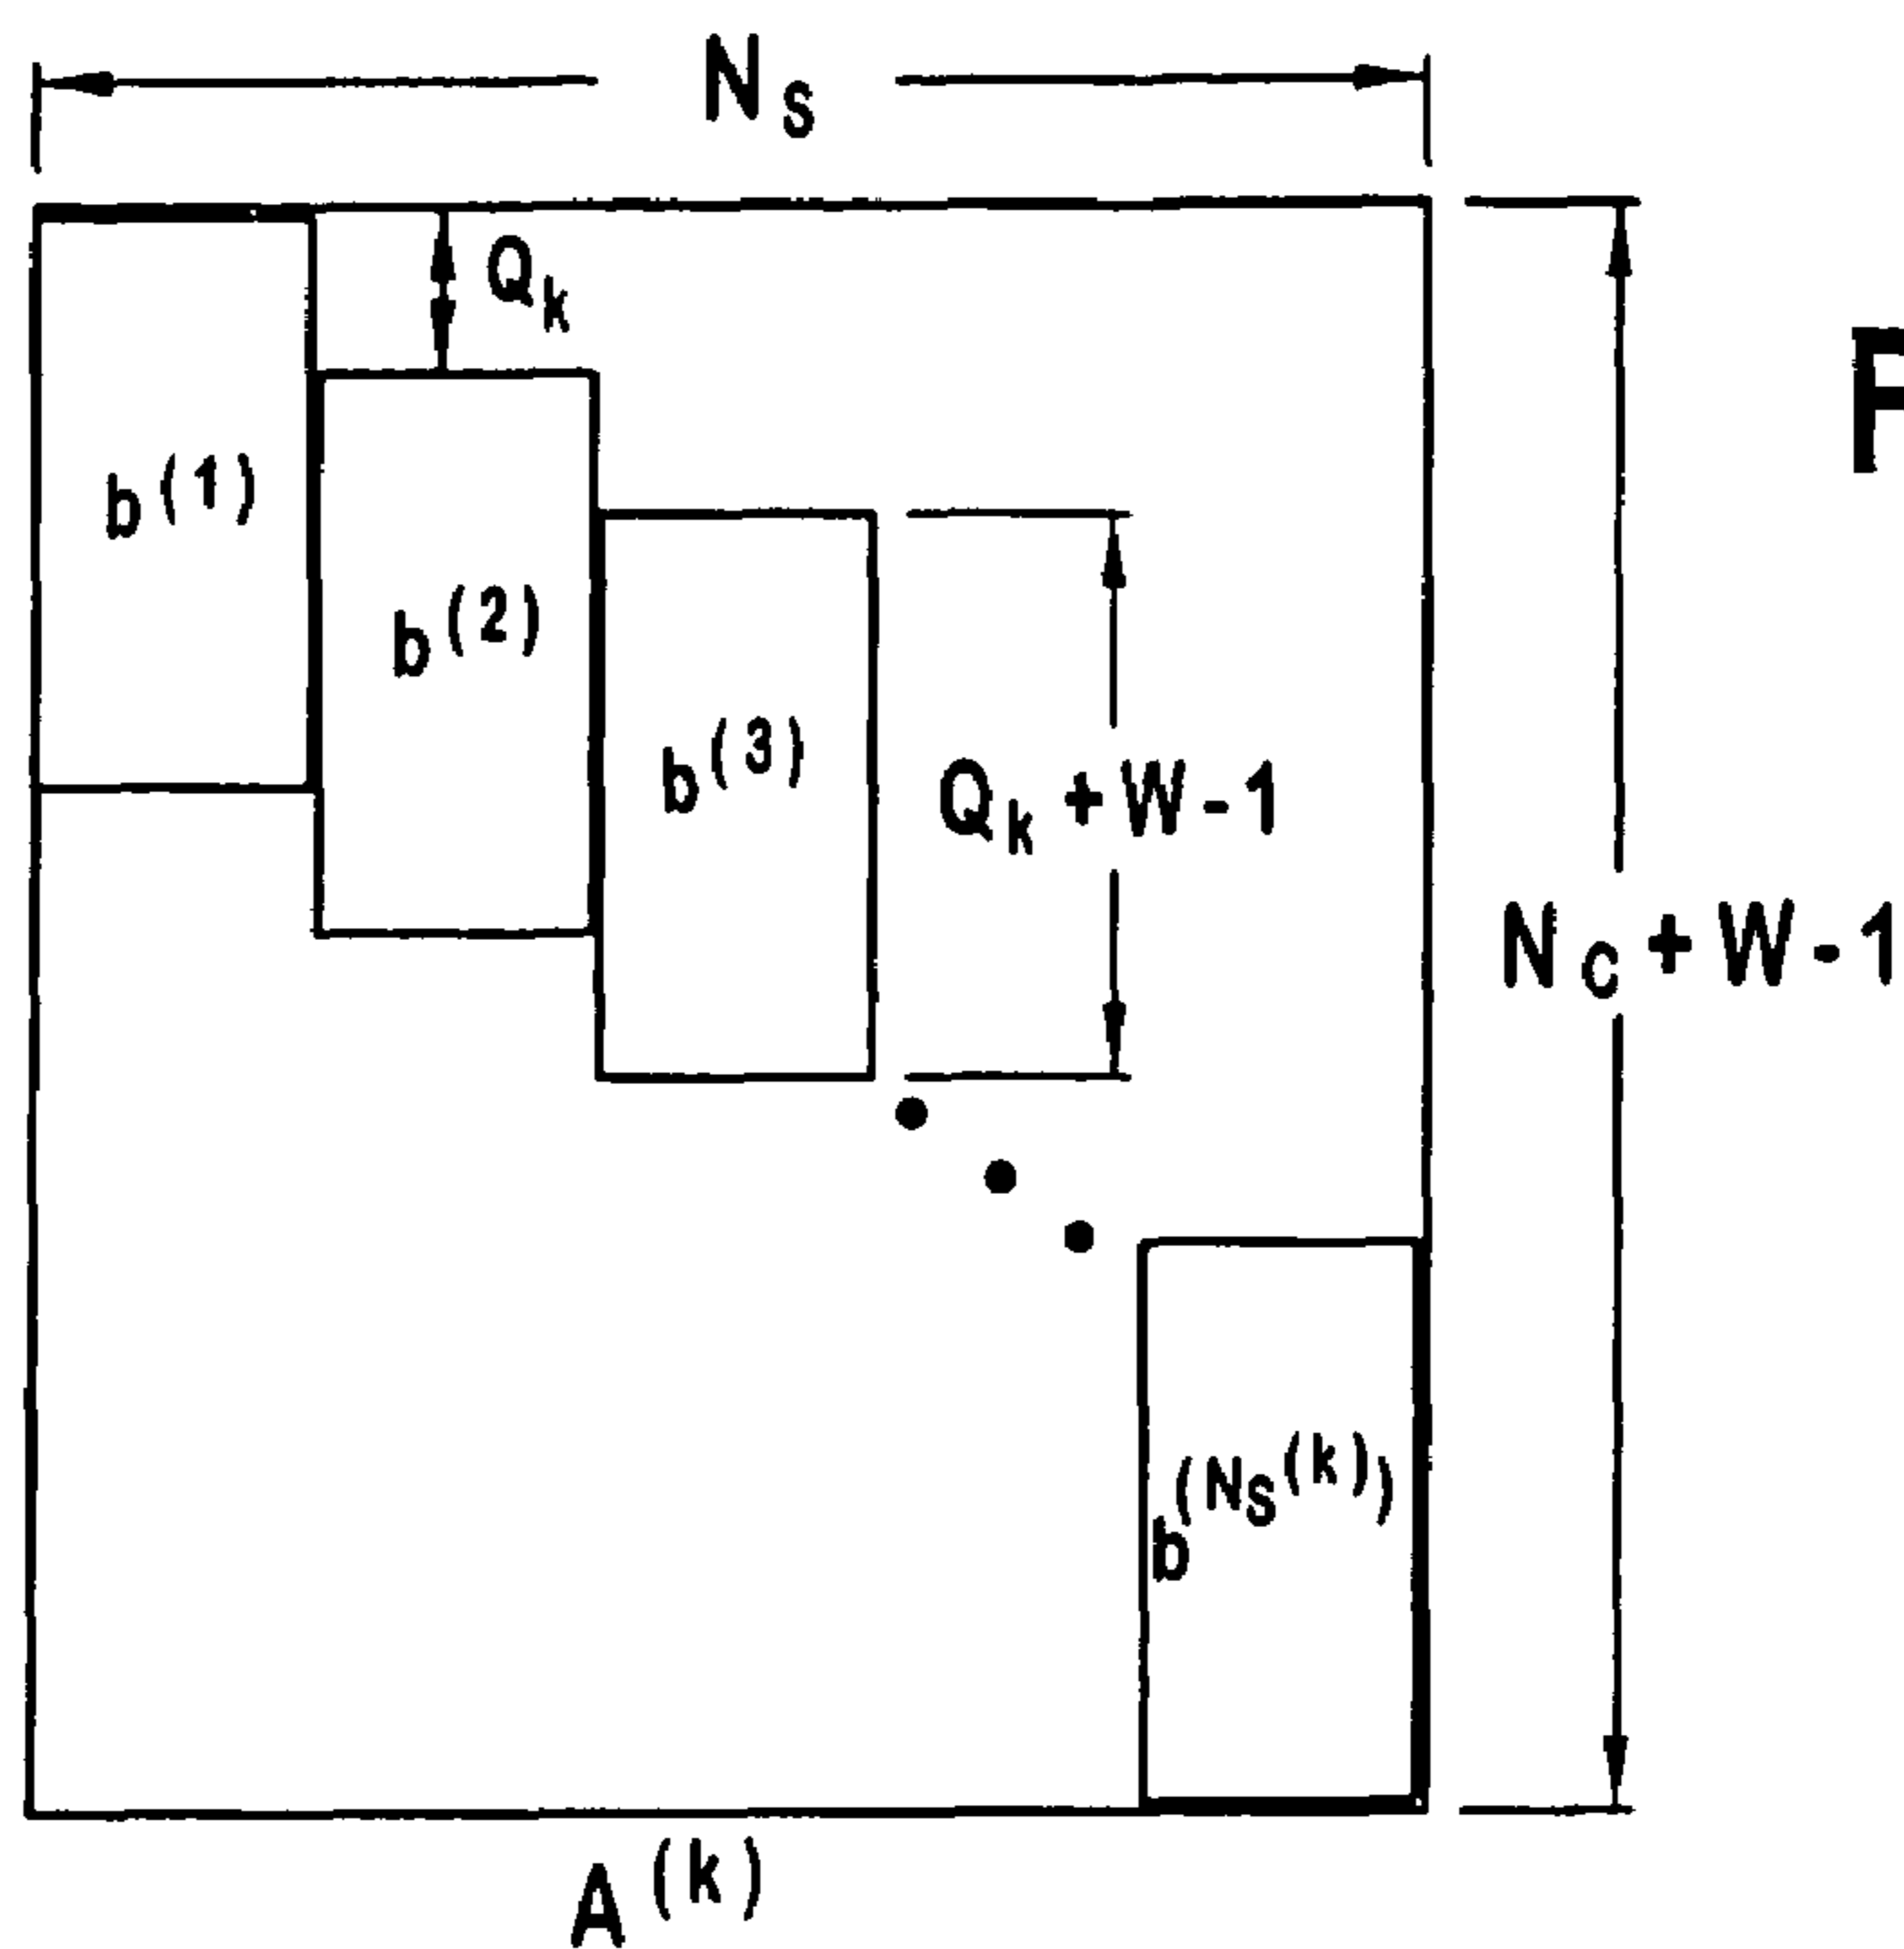 N_s
Q_k
b^(1)
b^(2)
b^(3)
Q_k + W - 1
N_c + W - 1
b^(N_s^(k))
A^(k)
F